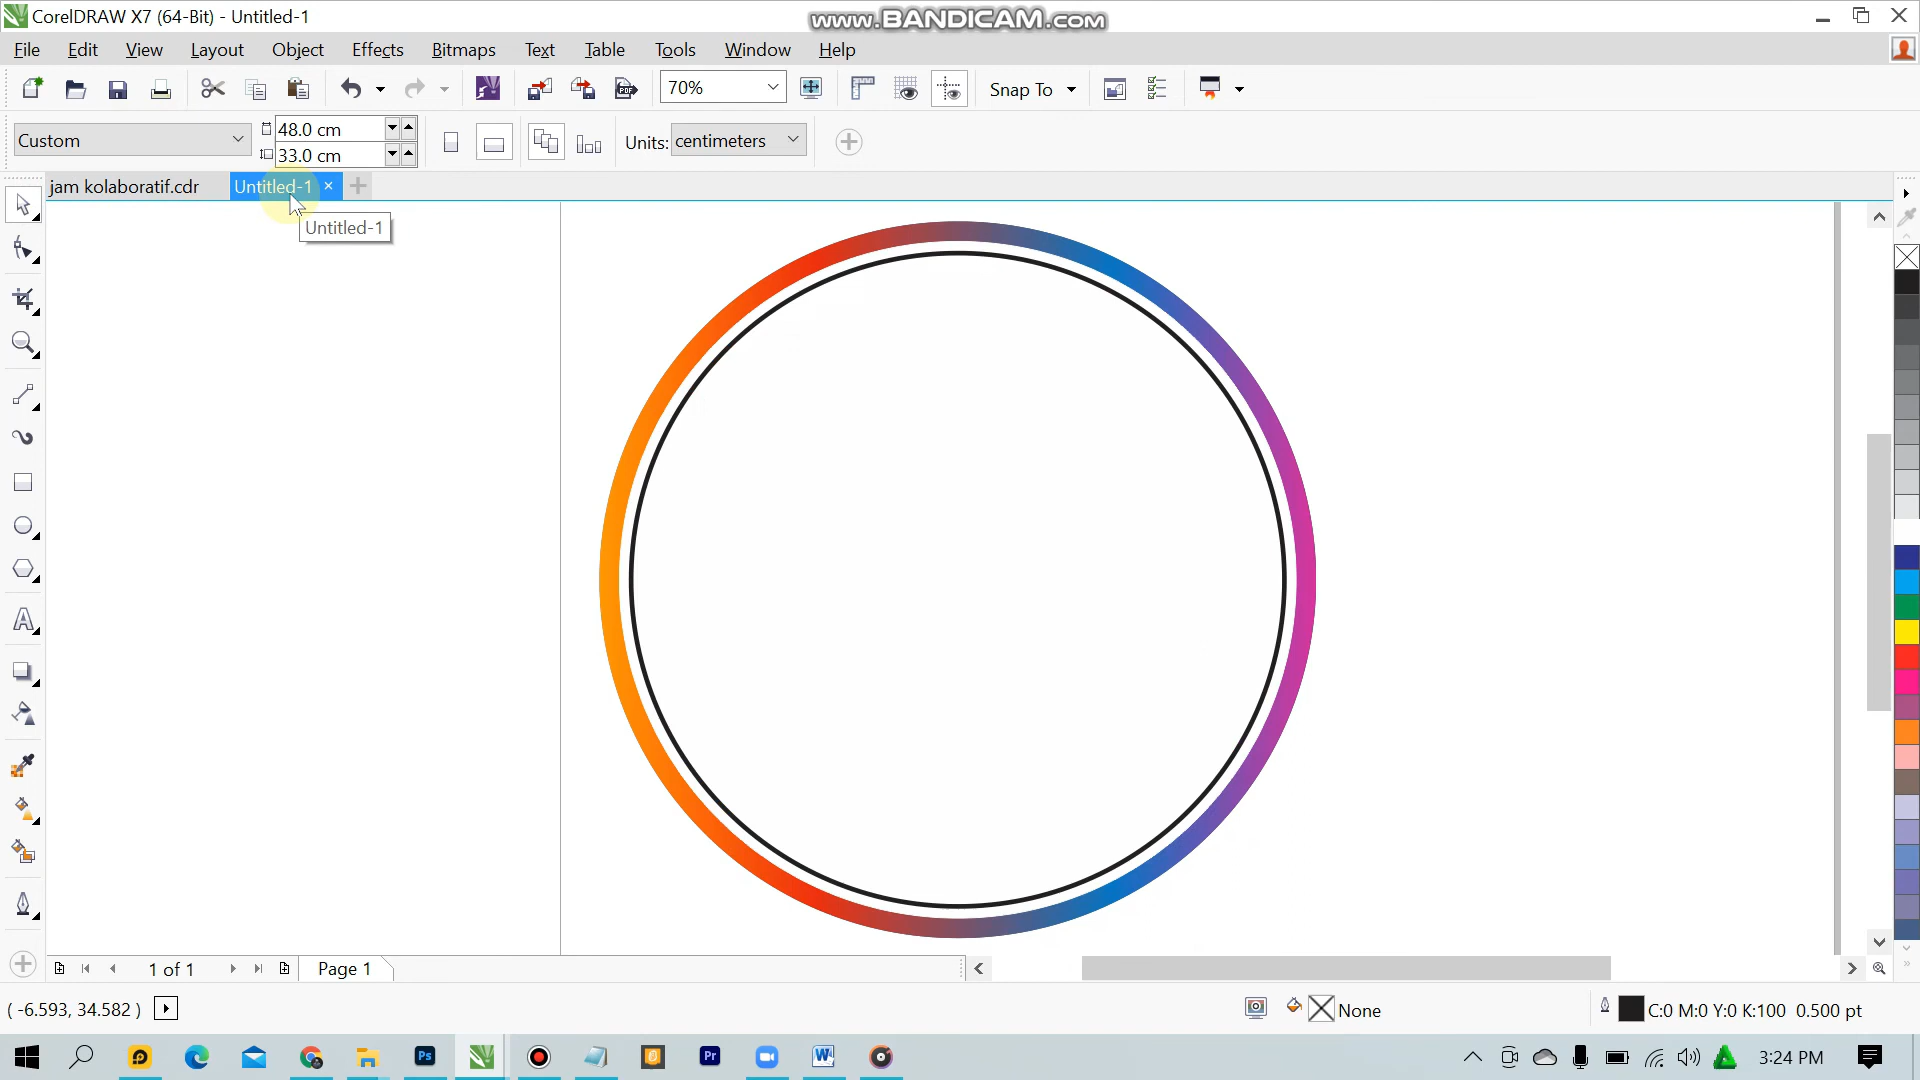 CorelDRAW X7 (64-Bit) - Untitled-1
www.BANDICAM.com
File Edit View Layout Object Effects Bitmaps Text Table Tools Window Help
PDF
70%
Snap To
Custom
48.0 cm
33.0 cm
Units: centimeters
jam kolaboratif.cdr
Untitled-1
Untitled-1
1 of 1
Page 1
( -6.593, 34.582 )
None
C:0 M:0 Y:0 K:100 0.500 pt
Ps
Pr
3:24 PM